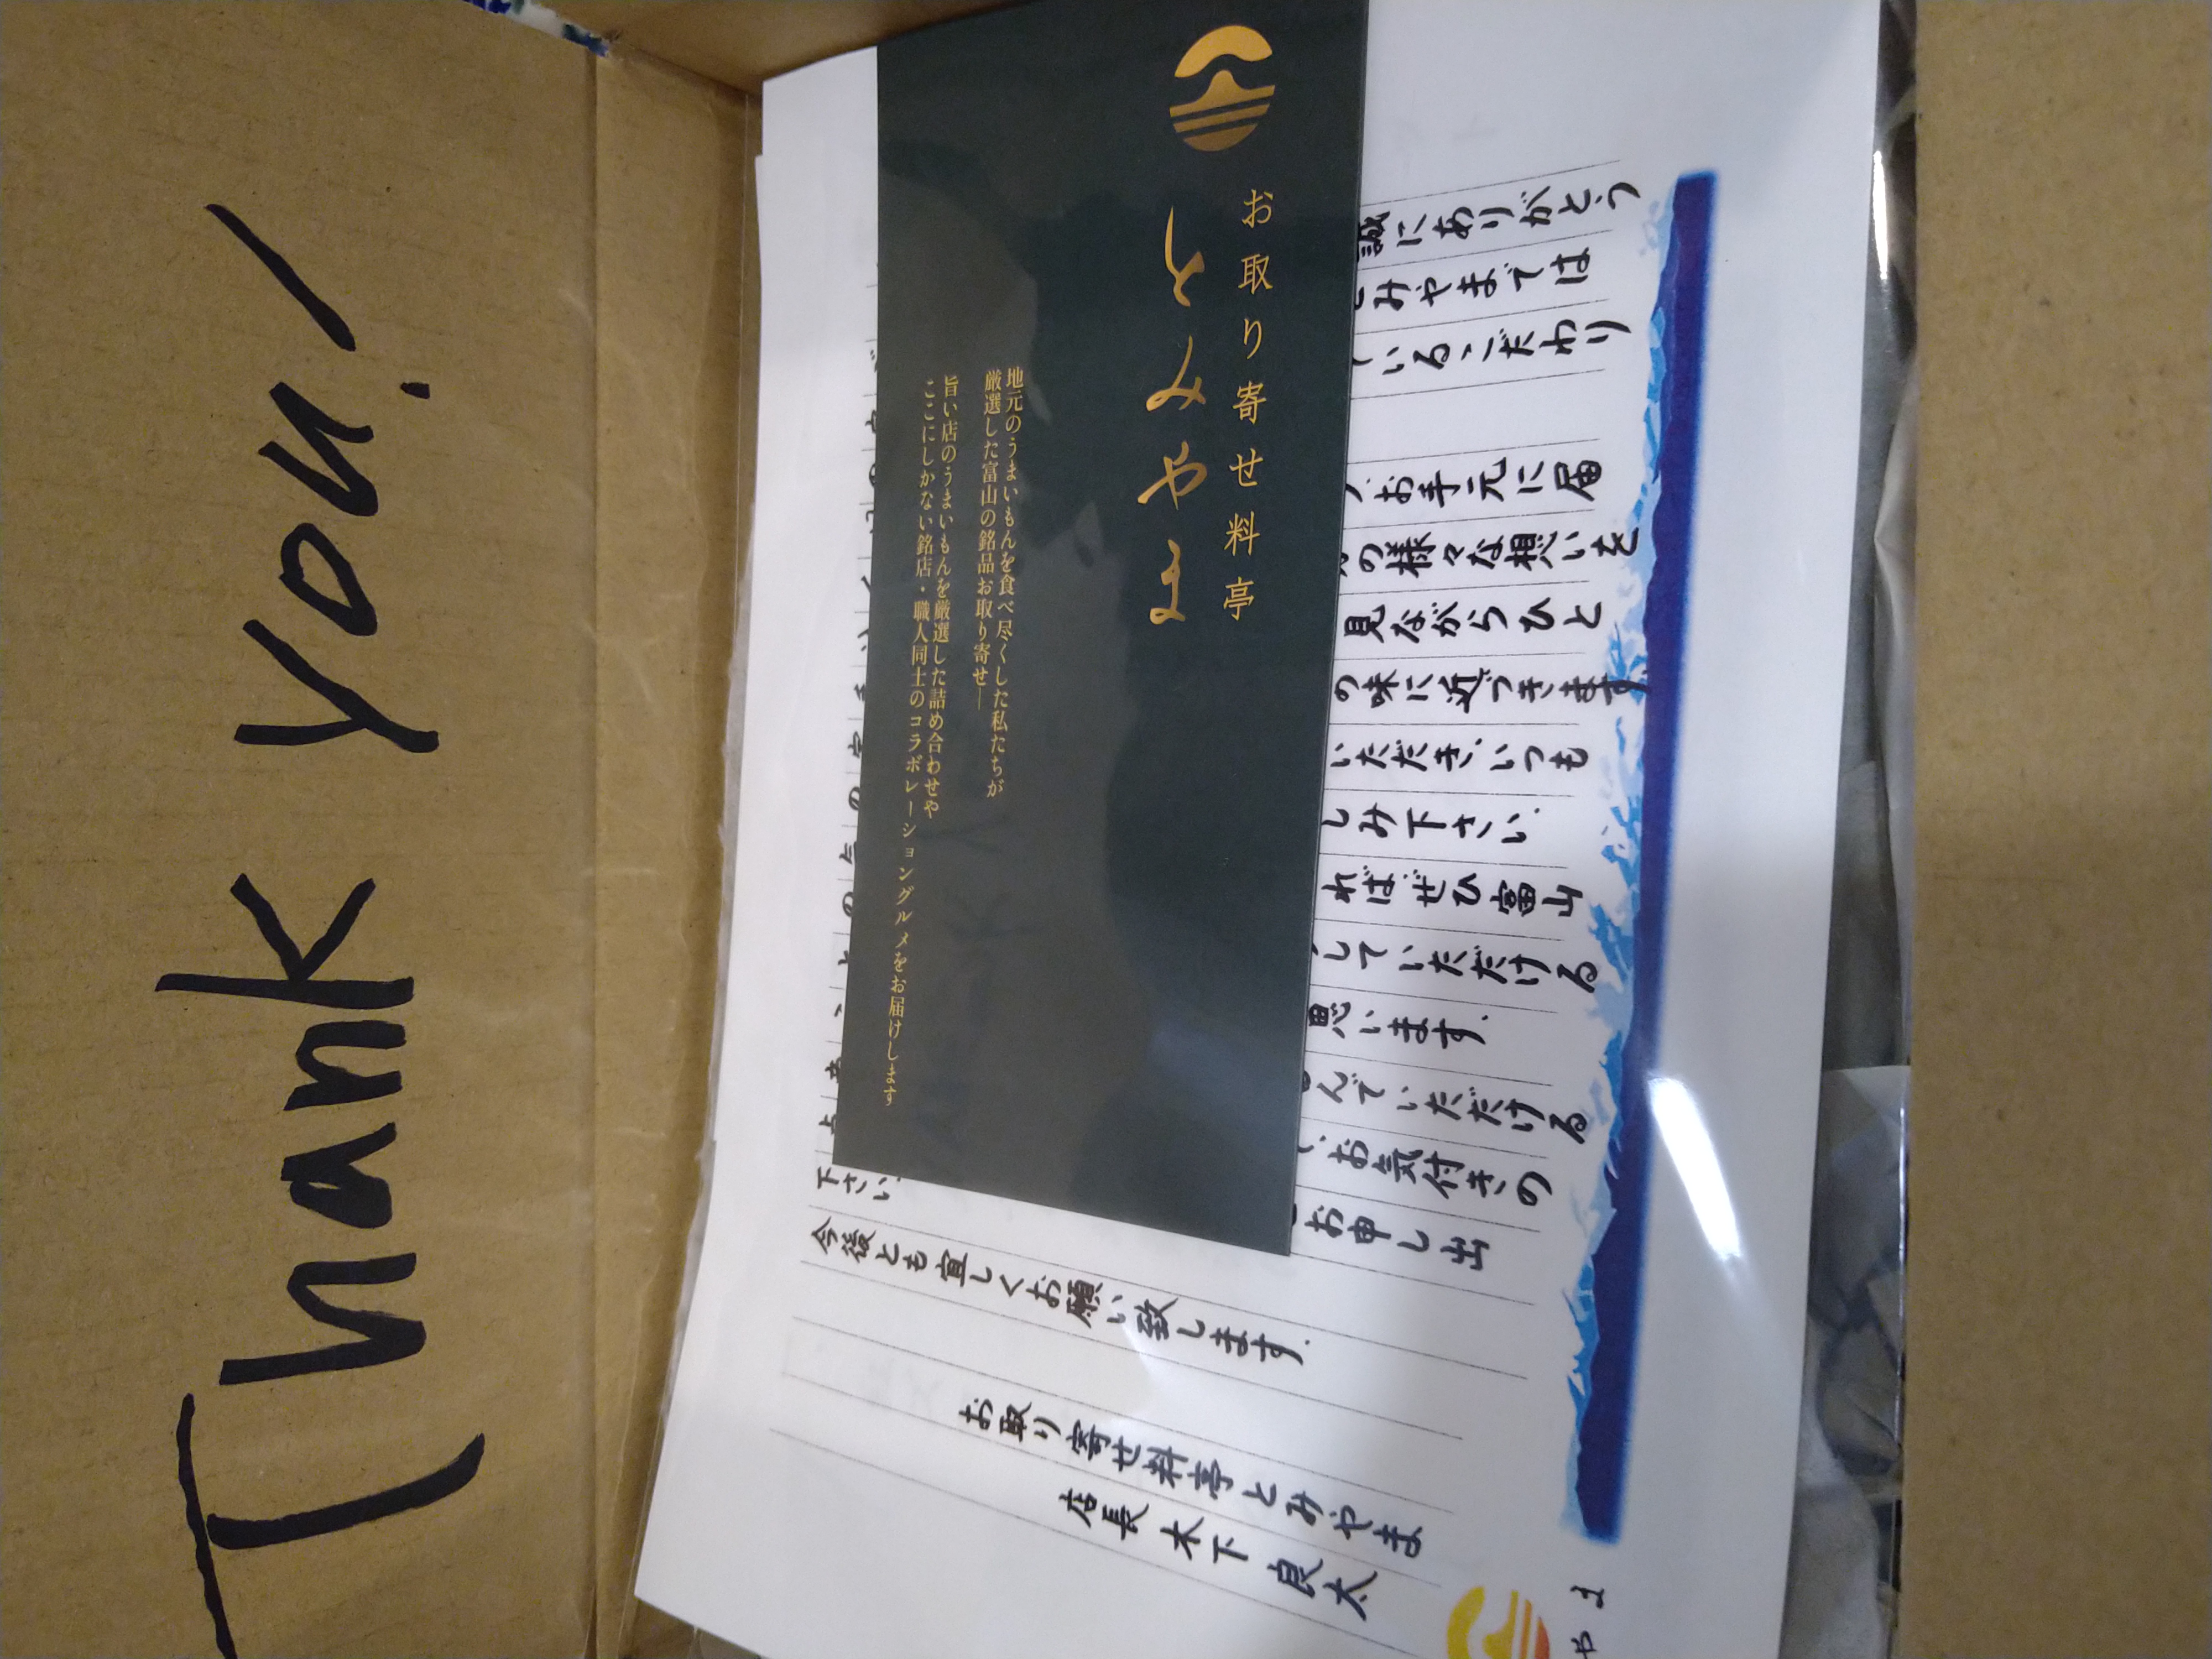 Thank you!
お取り寄せ料亭
とみやま
地元のうまいもんを食べ尽くした私たちが
厳選した富山の銘品お取り寄せ―
旨い店のうまいもんを厳選した詰め合わせや
ここにしかない銘店・職人同士のコラボレーショングルメをお届けします
誠にありがとう
みやまでは
いるこだわり
お手元に届
の様々な想いを
見ながらひと
の味に近づきます
いただき、いつも
しみ下さい.
ればぜひ富山
していただける
思います.
んでいただける
お気付きの
お申し出
下さい.
今後とも宜しくお願い致します.
お取り寄せ料亭とみやま
店長 木下 良太
やま